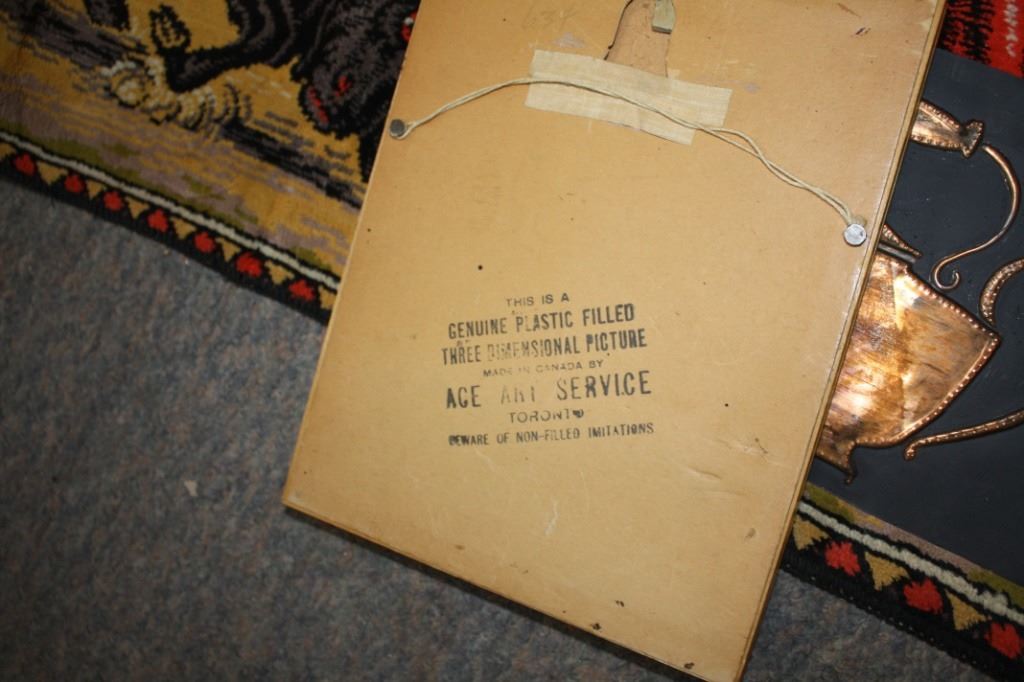 THIS IS A
GENUINE PLASTIC FILLED
THREE DIMENSIONAL PICTURE
MADE IN CANADA BY
ACE ART SERVICE
TORONTO
BEWARE OF NON-FILLED IMITATIONS